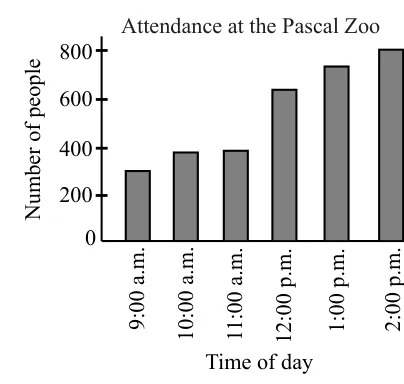 Attendance at the Pascal Zoo
Number of people
800
600
400
200
0
9:00 a.m.
10:00 a.m.
11:00 a.m.
12:00 p.m.
1:00 p.m.
2:00 p.m.
Time of day